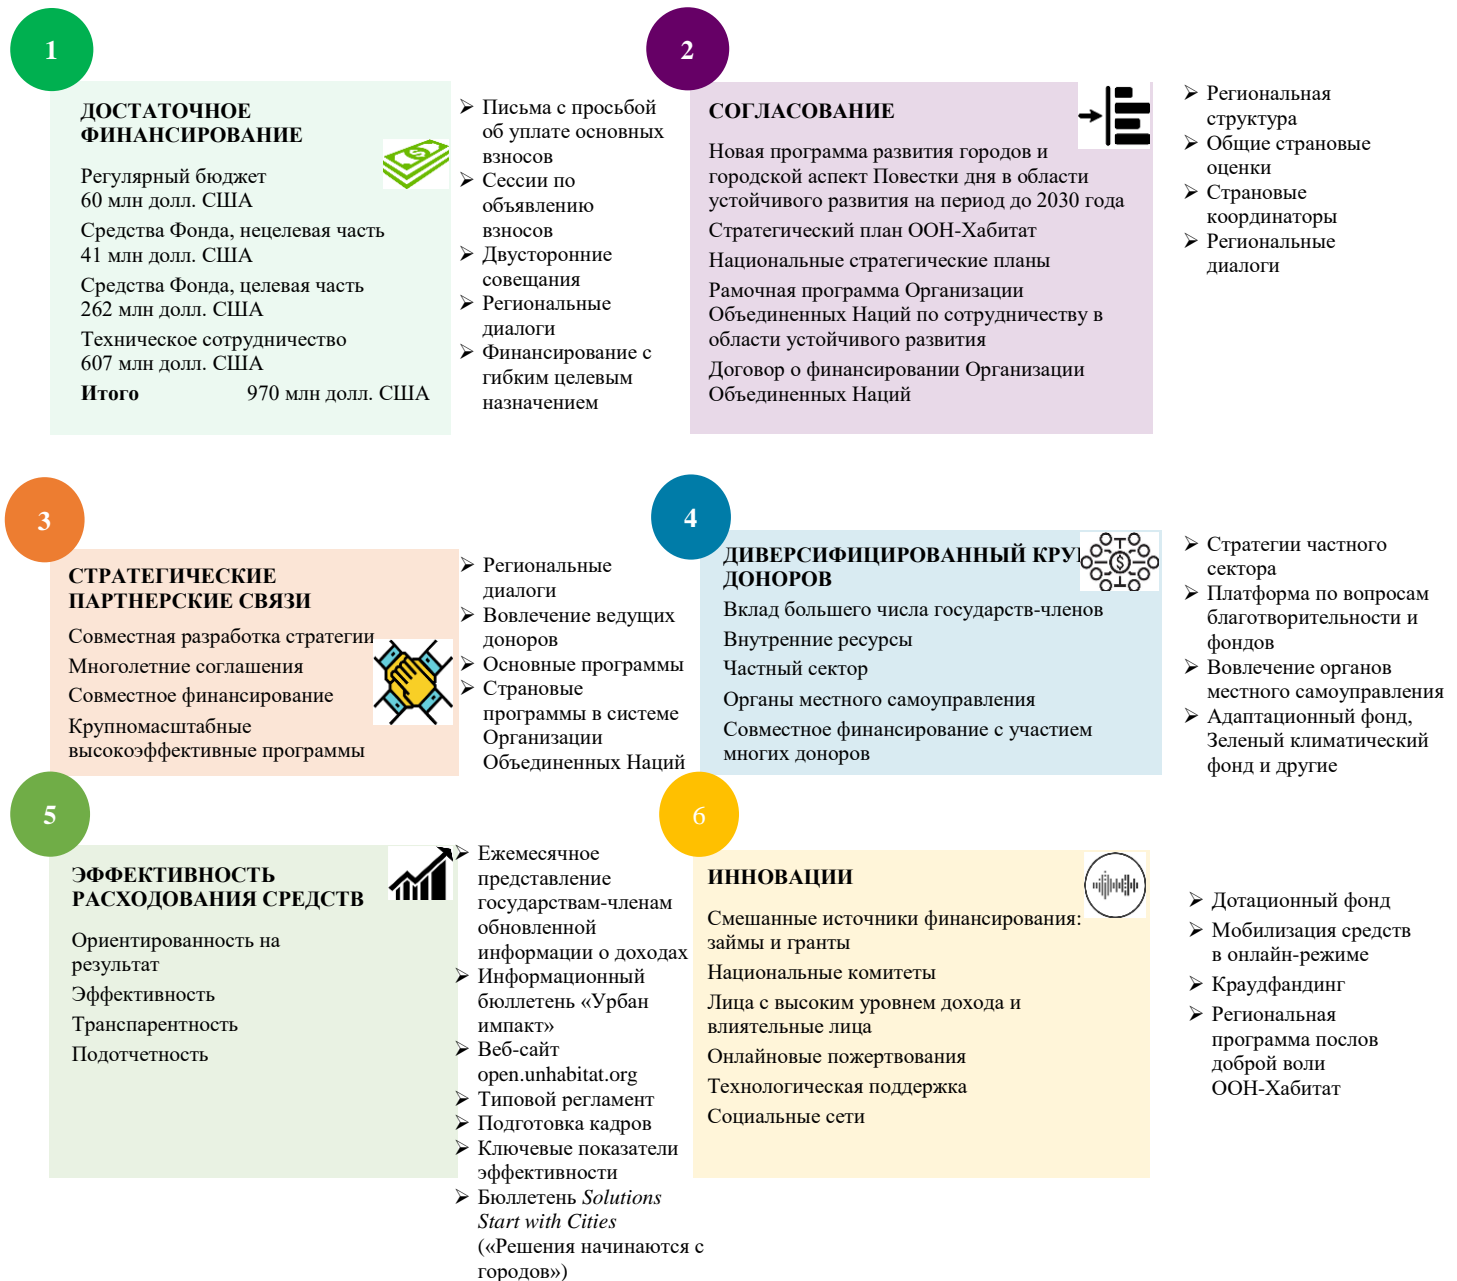 1
ДОСТАТОЧНОЕ
ФИНАНСИРОВАНИЕ
Регулярный бюджет
60 млн долл. США
Средства Фонда, нецелевая часть
41 млн долл. США
Средства Фонда, целевая часть
262 млн долл. США
Техническое сотрудничество
607 млн долл. США
Итого 970 млн долл. США
➢ Письма с просьбой
об уплате основных
взносов
➢ Сессии по
объявлению
взносов
➢ Двусторонние
совещания
➢ Региональные
диалоги
➢ Финансирование с
гибким целевым
назначением
2
СОГЛАСОВАНИЕ
Новая программа развития городов и
городской аспект Повестки дня в области
устойчивого развития на период до 2030 года
Стратегический план ООН-Хабитат
Национальные стратегические планы
Рамочная программа Организации
Объединенных Наций по сотрудничеству в
области устойчивого развития
Договор о финансировании Организации
Объединенных Наций
➢ Региональная
структура
➢ Общие страновые
оценки
➢ Страновые
координаторы
➢ Региональные
диалоги
3
СТРАТЕГИЧЕСКИЕ
ПАРТНЕРСКИЕ СВЯЗИ
Совместная разработка стратегии
Многолетние соглашения
Совместное финансирование
Крупномасштабные
высокоэффективные программы
➢ Региональные
диалоги
➢ Вовлечение ведущих
доноров
➢ Основные программы
➢ Страновые
программы в системе
Организации
Объединенных Наций
4
ДИВЕРСИФИЦИРОВАННЫЙ КРУ
ДОНОРОВ
Вклад большего числа государств-членов
Внутренние ресурсы
Частный сектор
Органы местного самоуправления
Совместное финансирование с участием
многих доноров
➢ Стратегии частного
сектора
➢ Платформа по вопросам
благотворительности и
фондов
➢ Вовлечение органов
местного самоуправления
➢ Адаптационный фонд,
Зеленый климатический
фонд и другие
5
ЭФФЕКТИВНОСТЬ
РАСХОДОВАНИЯ СРЕДСТВ
Ориентированность на
результат
Эффективность
Транспарентность
Подотчетность
➢ Ежемесячное
представление
государствам-членам
обновленной
информации о доходах
➢ Информационный
бюллетень «Урбан
импакт»
➢ Веб-сайт
open.unhabitat.org
➢ Типовой регламент
➢ Подготовка кадров
➢ Ключевые показатели
эффективности
➢ Бюллетень Solutions
Start with Cities
(«Решения начинаются с
городов»)
6
ИННОВАЦИИ
Смешанные источники финансирования:
займы и гранты
Национальные комитеты
Лица с высоким уровнем дохода и
влиятельные лица
Онлайновые пожертвования
Технологическая поддержка
Социальные сети
➢ Дотационный фонд
➢ Мобилизация средств
в онлайн-режиме
➢ Краудфандинг
➢ Региональная
программа послов
доброй воли
ООН-Хабитат